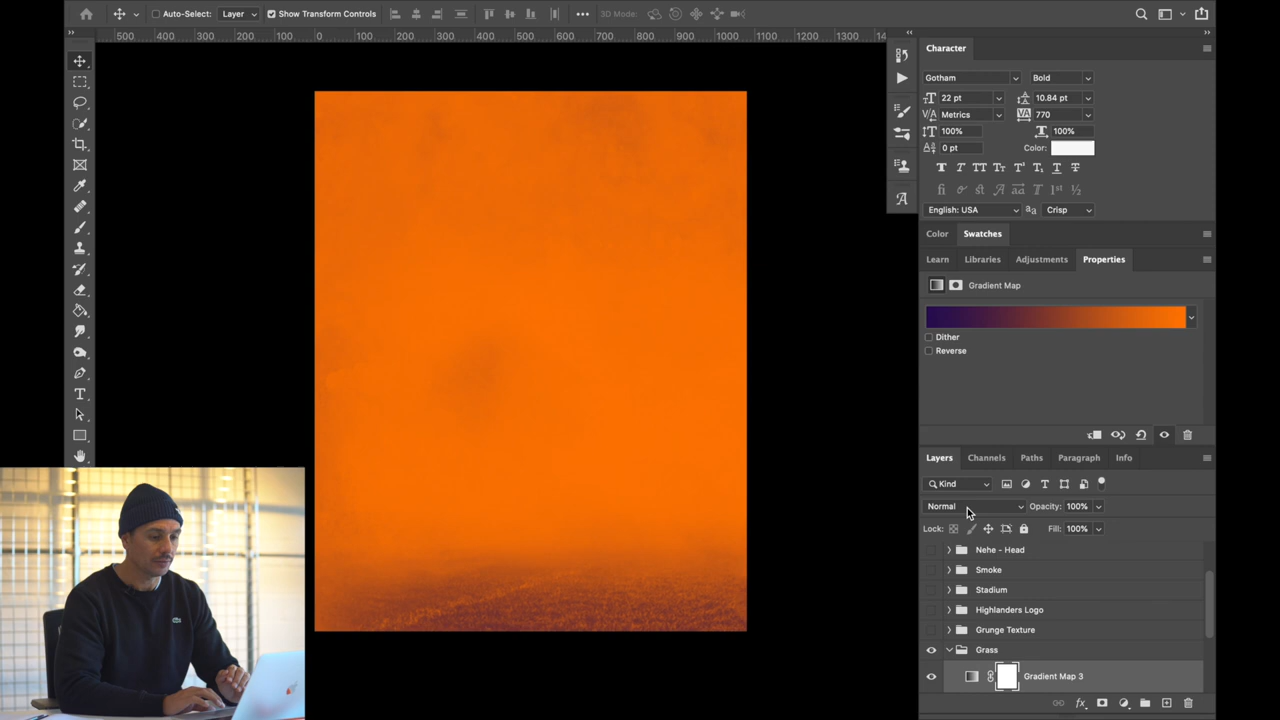 Auto-Select: Layer Show Transform Controls 3D Mode:
500 400 300 200 100 0 100 200 300 400 500 600 700 800 900 1000 1100 1200 1300 14
Character
Gotham Bold
22 pt 10.84 pt
Metrics 770
100% 100%
0 pt Color:
English: USA Crisp
Color Swatches
Learn Libraries Adjustments Properties
Gradient Map
Dither
Reverse
Layers Channels Paths Paragraph Info
Kind
Normal Opacity: 100%
Lock: Fill: 100%
Nehe - Head
Smoke
Stadium
Highlanders Logo
Grunge Texture
Grass
Gradient Map 3